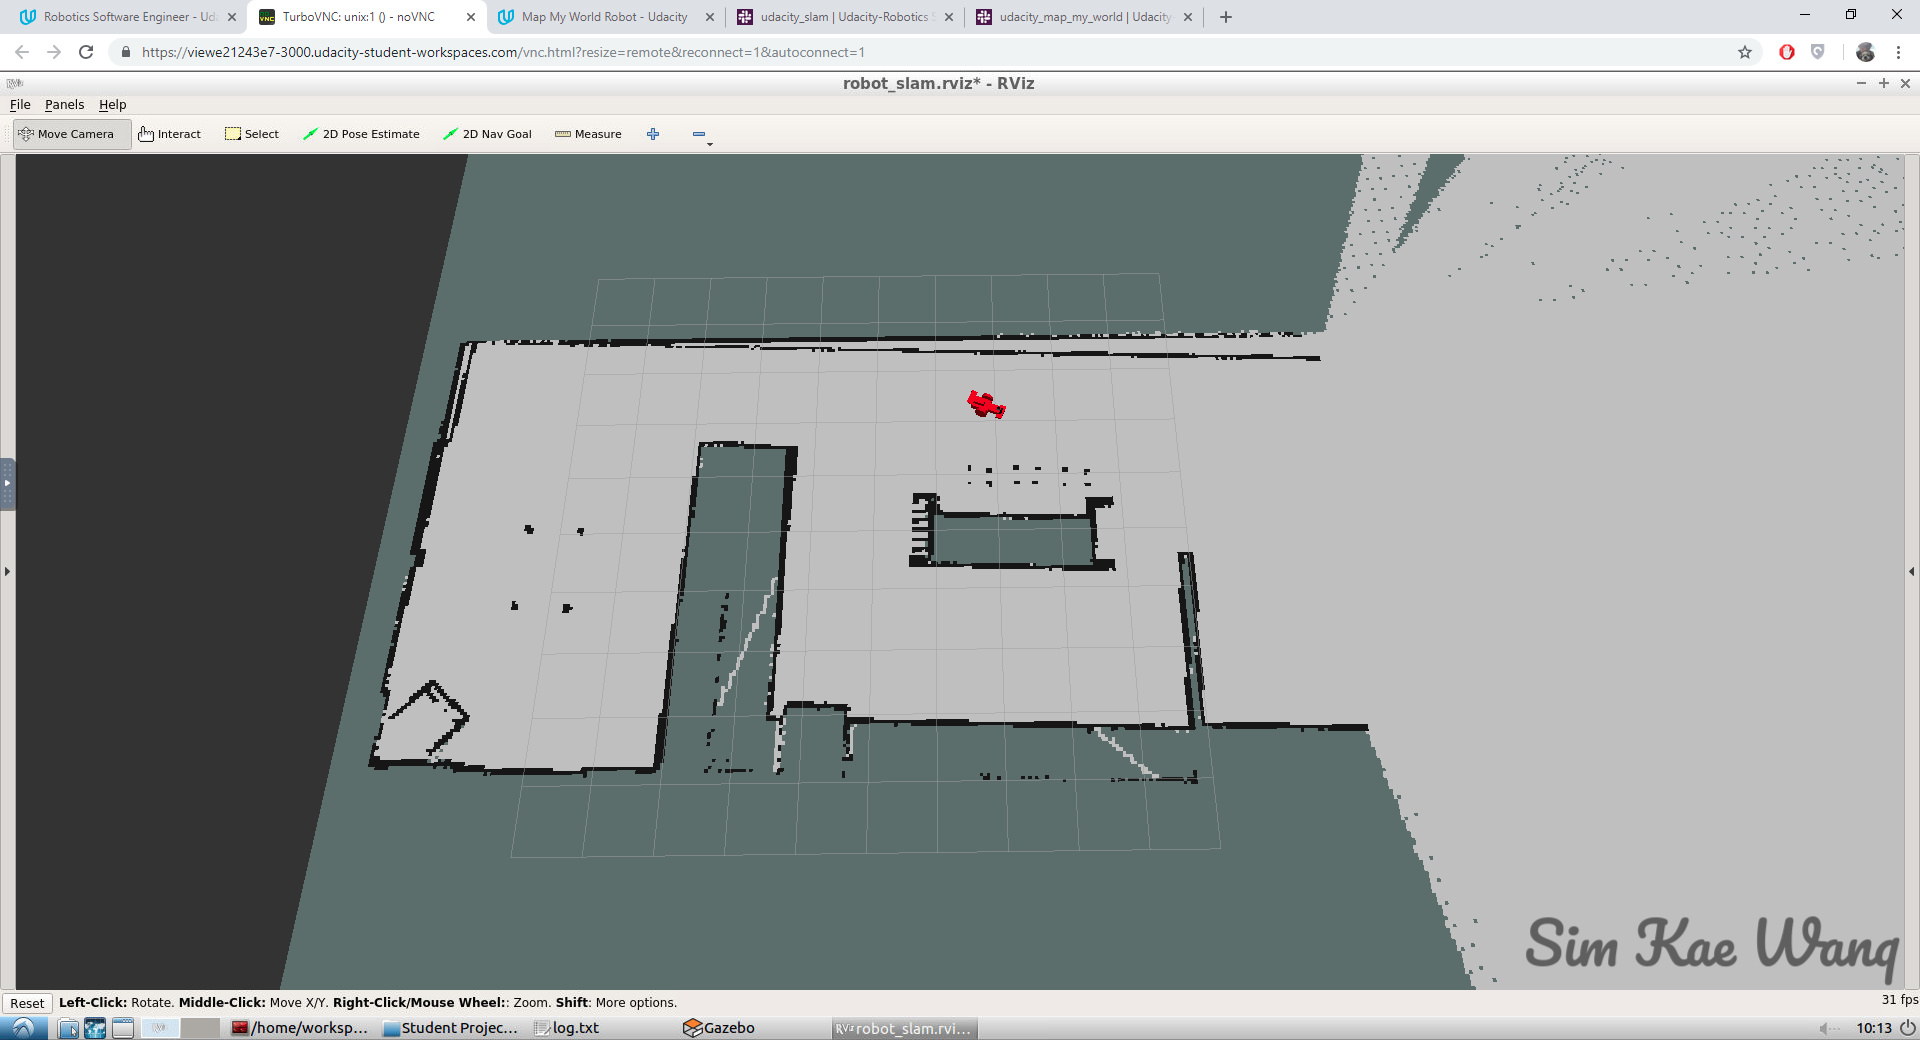 Robotics Software Engineer - Uda
TurboVNC: unix:1 () - noVNC
Map My World Robot - Udacity
udacity_slam | Udacity-Robotics S
udacity_map_my_world | Udacity
https://viewe21243e7-3000.udacity-student-workspaces.com/vnc.html?resize=remote&reconnect=1&autoconnect=1
RViz
robot_slam.rviz* - RViz
File Panels Help
Move Camera Interact Select 2D Pose Estimate 2D Nav Goal Measure
Sim Kae Wang
Reset Left-Click: Rotate. Middle-Click: Move X/Y. Right-Click/Mouse Wheel:: Zoom. Shift: More options.
31 fps
/home/worksp... Student Projec... log.txt Gazebo RViz robot_slam.rvi... 10:13